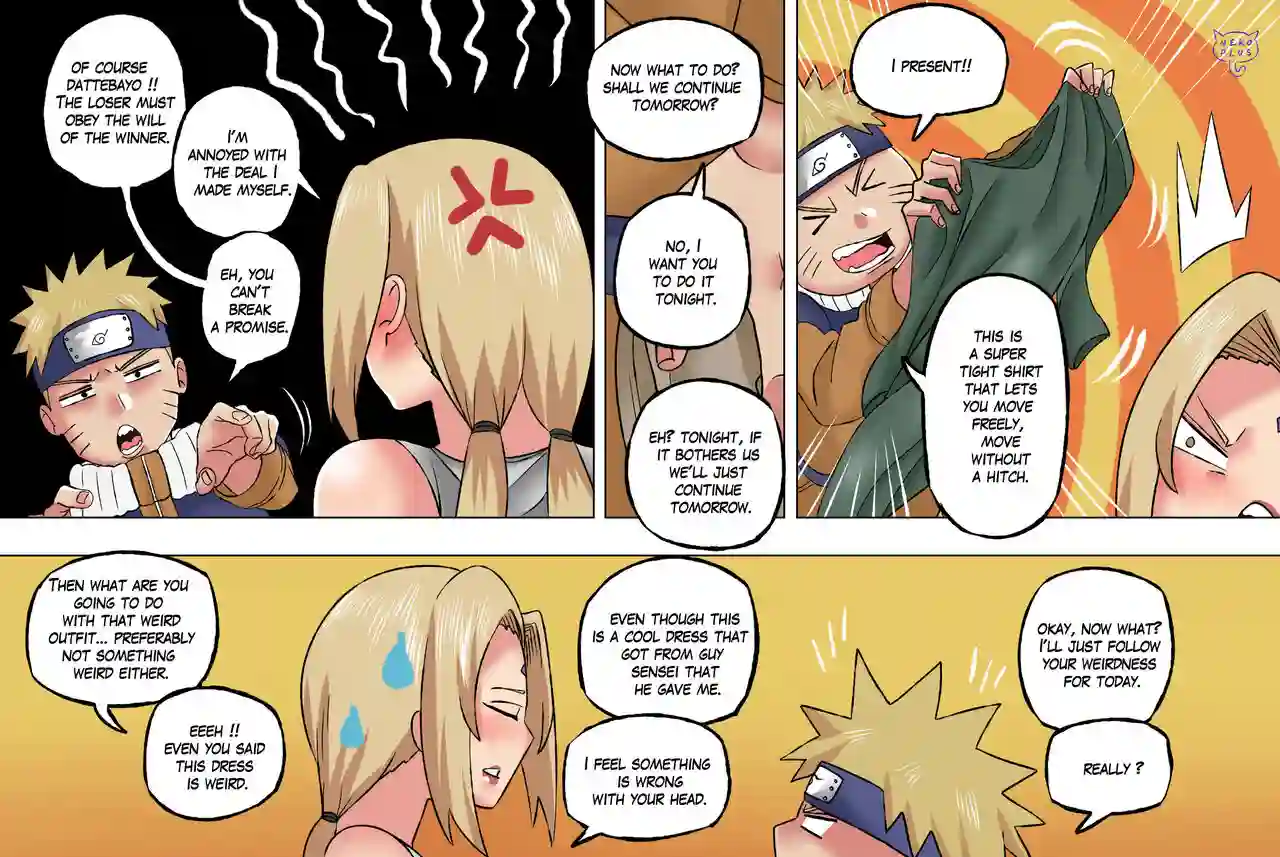 OF COURSE
DATTEBAYO !!
THE LOSER MUST
OBEY THE WILL
OF THE WINNER.
I'M
ANNOYED WITH
THE DEAL I
MADE MYSELF.
EH, YOU
CAN'T
BREAK
A PROMISE.
NOW WHAT TO DO?
SHALL WE CONTINUE
TOMORROW?
NO, I
WANT YOU
TO DO IT
TONIGHT.
EH? TONIGHT, IF
IT BOTHERS US
WE'LL JUST
CONTINUE
TOMORROW.
I PRESENT!!
NEKO
PLUS
THIS IS
A SUPER
TIGHT SHIRT
THAT LETS
YOU MOVE
FREELY,
MOVE
WITHOUT
A HITCH.
THEN WHAT ARE YOU
GOING TO DO
WITH THAT WEIRD
OUTFIT... PREFERABLY
NOT SOMETHING
WEIRD EITHER.
EEEH !!
EVEN YOU SAID
THIS DRESS
IS WEIRD.
EVEN THOUGH THIS
IS A COOL DRESS THAT
GOT FROM GUY
SENSEI THAT
HE GAVE ME.
I FEEL SOMETHING
IS WRONG
WITH YOUR HEAD.
OKAY, NOW WHAT?
I'LL JUST FOLLOW
YOUR WEIRDNESS
FOR TODAY.
REALLY ?